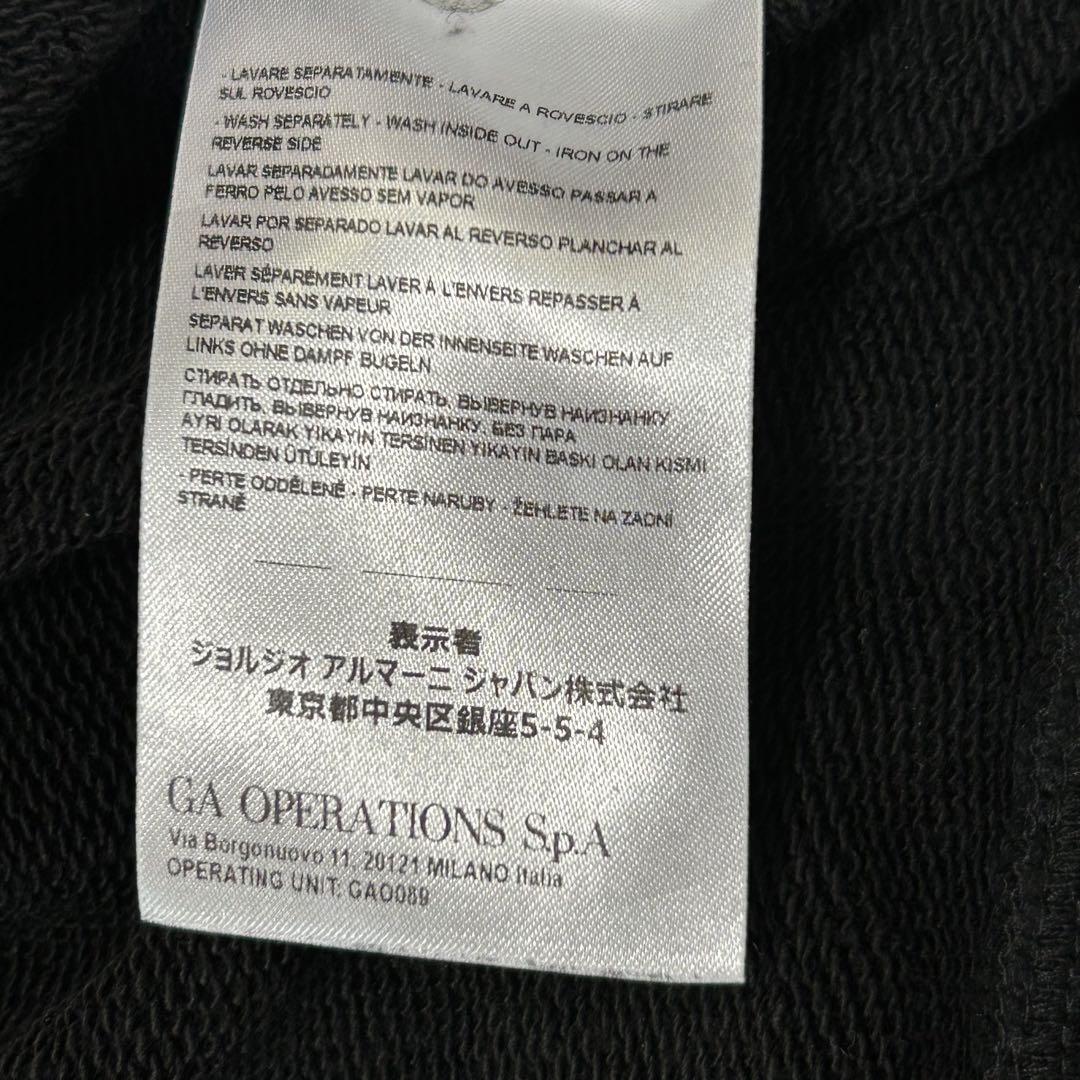 - LAVARE SEPARATAMENTE - LAVARE A ROVESCIO - STIRARE
SUL ROVESCIO
- WASH SEPARATELY - WASH INSIDE OUT - IRON ON THE
REVERSE SIDE
LAVAR SEPARADAMENTE LAVAR DO AVESSO PASSAR A
FERRO PELO AVESSO SEM VAPOR
LAVAR POR SEPARADO LAVAR AL REVERSO PLANCHAR AL
REVERSO
LAVER SÉPARÉMENT LAVER À L'ENVERS REPASSER À
L'ENVERS SANS VAPEUR
SEPARAT WASCHEN VON DER INNENSEITE WASCHEN AUF
LINKS OHNE DAMPF BUGELN
СТИРАТЬ ОТДЕЛЬНО СТИРАТЬ, ВЫВЕРНУВ НАИЗНАНКУ
ГЛАДИТЬ, ВЫВЕРНУВ НАИЗНАНКУ, БЕЗ ПАРА
AYRI OLARAK YIKAYIN TERSİNEN YIKAYIN BASKI OLAN KISMI
TERSİNDEN ÜTÜLEYİN
- PERTE ODDĚLENĚ - PERTE NARUBY - ŽEHLETE NA ZADNÍ
STRANĚ
表示者
ジョルジオ アルマーニ ジャパン株式会社
東京都中央区銀座5-5-4
GA OPERATIONS S.p.A
Via Borgonuovo 11, 20121 MILANO Italia
OPERATING UNIT: GAO089